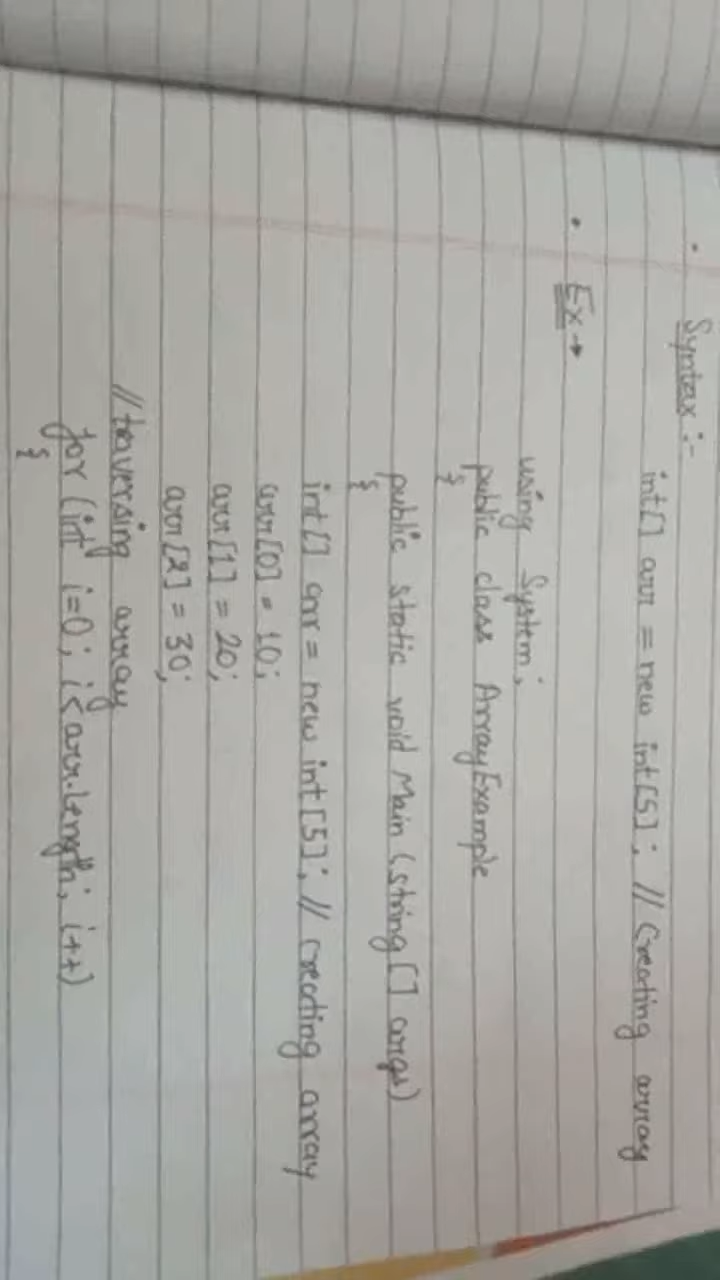 • Syntax :-
int[] arr = new int[5]; // Creating array
• Ex →
using System;
public class ArrayExample
{
public static void Main (string [] args)
{
int[] arr = new int [5]; // creating array
arr[0] = 10;
arr[1] = 20;
arr[2] = 30;
//traversing array
for (int i=0; i<arr.Length; i++)
{